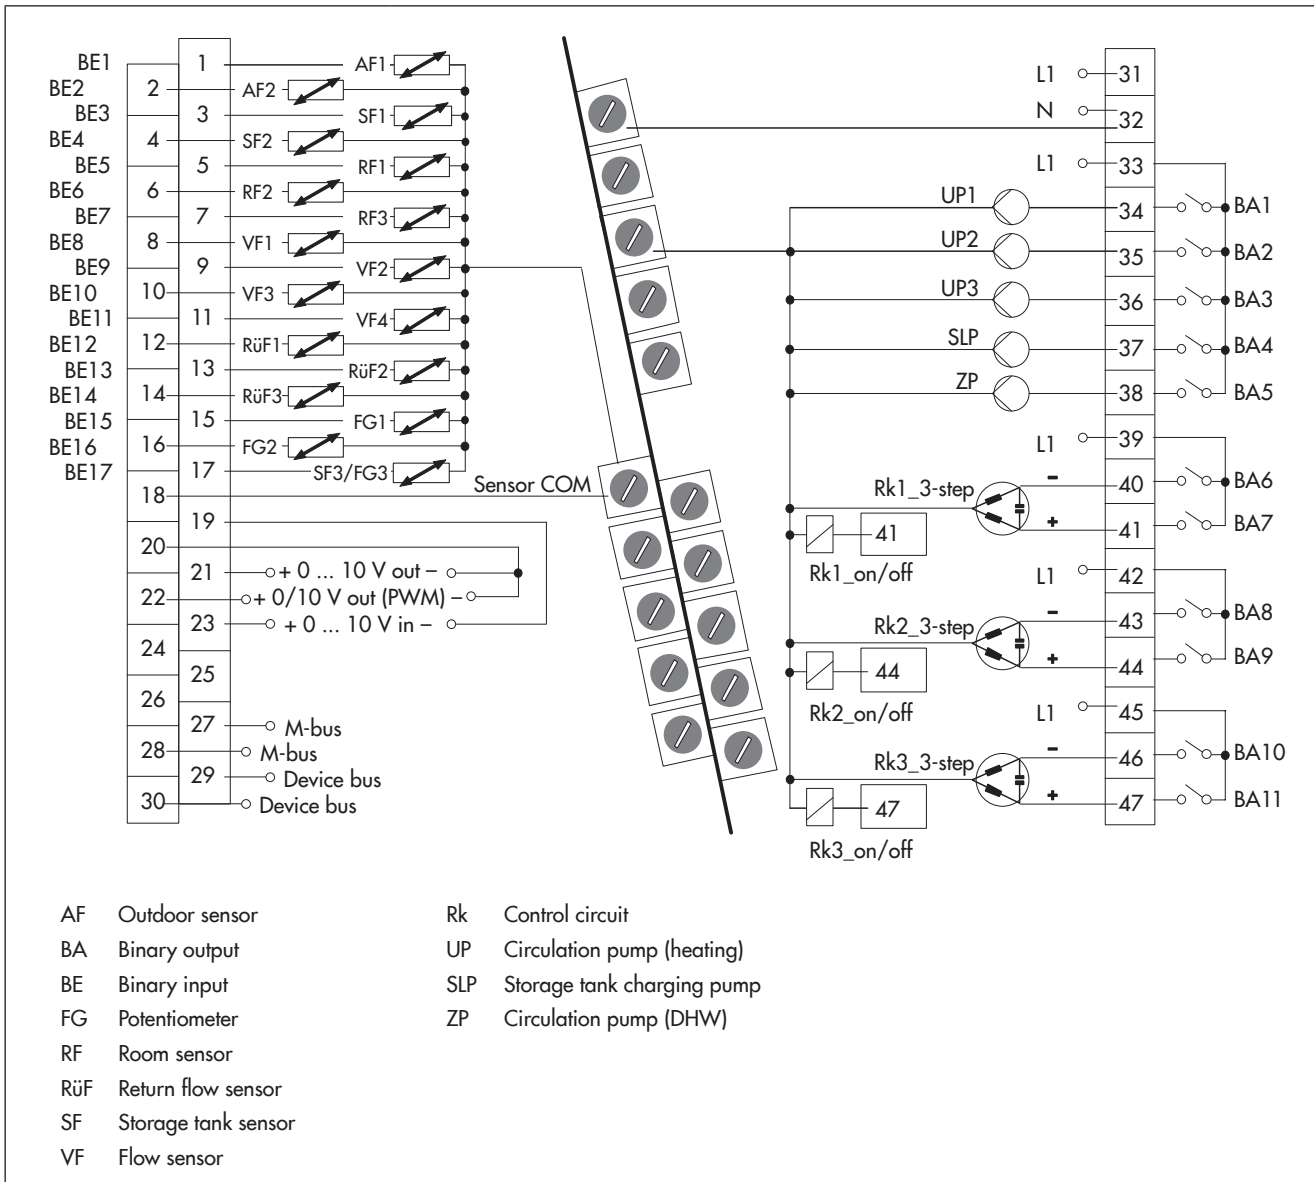 BE1 1 AF1
BE2 2 AF2
BE3 3 SF1
BE4 4 SF2
BE5 5 RF1
BE6 6 RF2
BE7 7 RF3
BE8 8 VF1
BE9 9 VF2
BE10 10 VF3
BE11 11 VF4
BE12 12 RüF1
BE13 13 RüF2
BE14 14 RüF3
BE15 15 FG1
BE16 16 FG2
BE17 17 SF3/FG3
18 Sensor COM
19
20
21 + 0 ... 10 V out –
22 + 0/10 V out (PWM) –
23 + 0 ... 10 V in –
24
25
26
27 M-bus
28 M-bus
29 Device bus
30 Device bus
L1 31
N 32
L1 33
UP1 34 BA1
UP2 35 BA2
UP3 36 BA3
SLP 37 BA4
ZP 38 BA5
L1 39
Rk1_3-step – 40 BA6
41 + 41 BA7
Rk1_on/off
L1 42
Rk2_3-step – 43 BA8
44 + 44 BA9
Rk2_on/off
L1 45
Rk3_3-step – 46 BA10
47 + 47 BA11
Rk3_on/off
AF Outdoor sensor
BA Binary output
BE Binary input
FG Potentiometer
RF Room sensor
RüF Return flow sensor
SF Storage tank sensor
VF Flow sensor
Rk Control circuit
UP Circulation pump (heating)
SLP Storage tank charging pump
ZP Circulation pump (DHW)